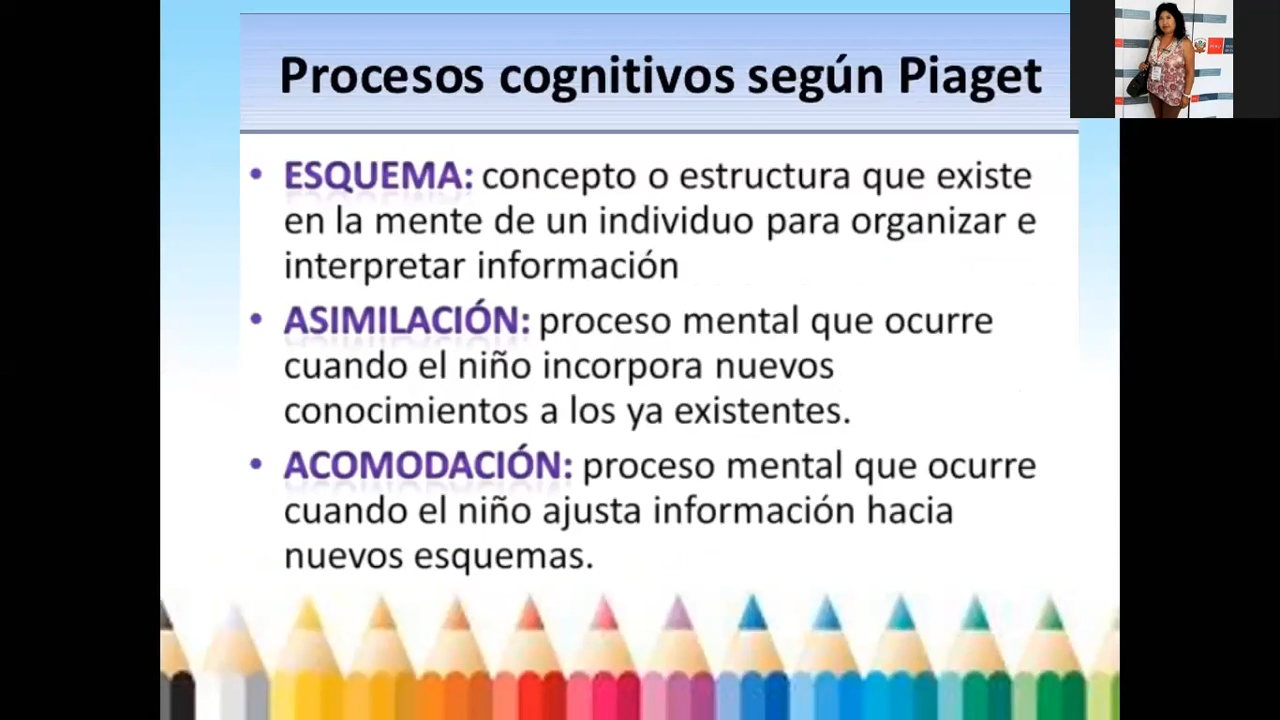 Procesos cognitivos según Piaget
• ESQUEMA: concepto o estructura que existe
en la mente de un individuo para organizar e
interpretar información
• ASIMILACIÓN: proceso mental que ocurre
cuando el niño incorpora nuevos
conocimientos a los ya existentes.
• ACOMODACIÓN: proceso mental que ocurre
cuando el niño ajusta información hacia
nuevos esquemas.